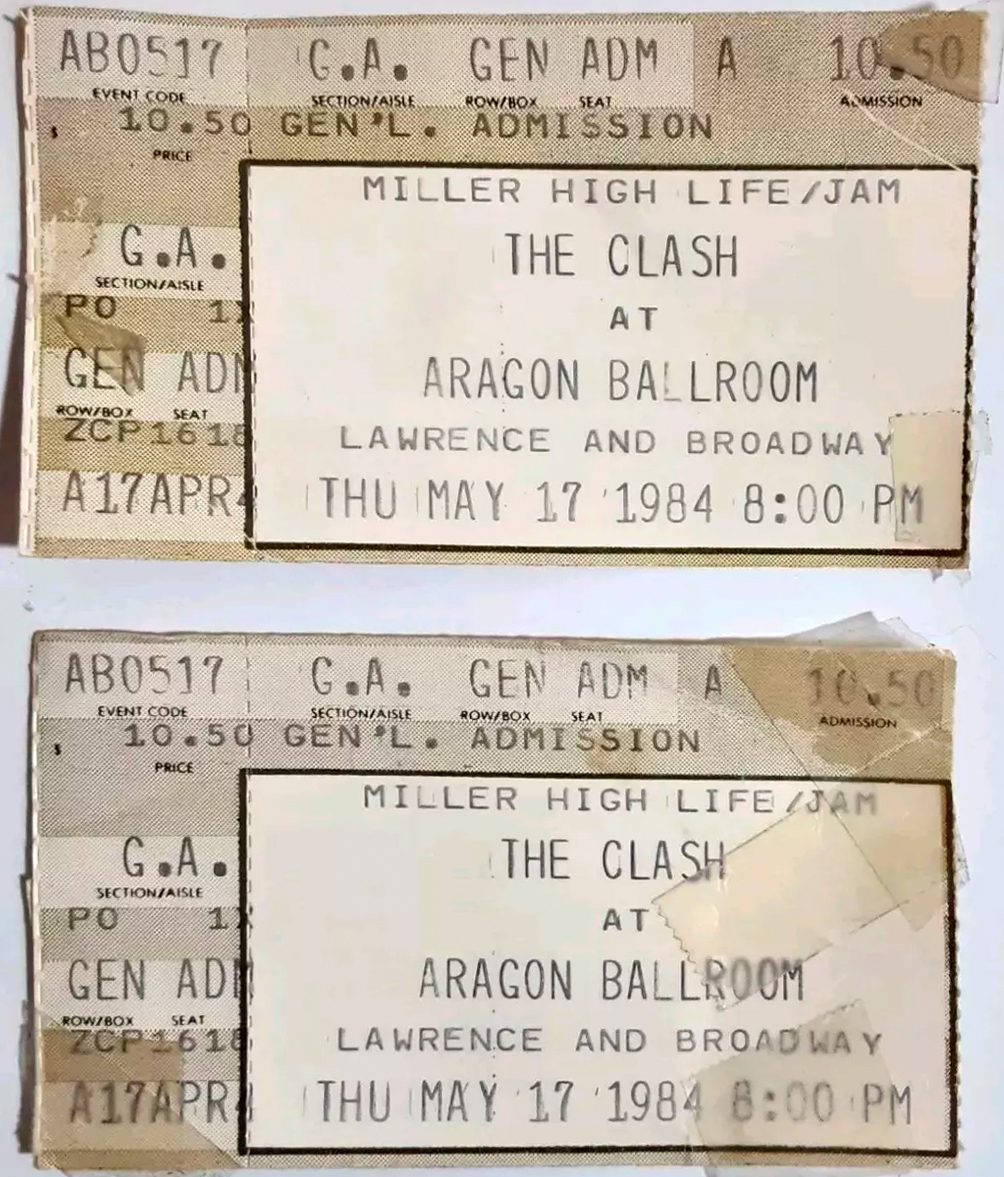 AB0517 G.A. GEN ADM A 10.50
EVENT CODE SECTION/AISLE ROW/BOX SEAT ADMISSION
$ 10.50 GEN'L. ADMISSION
PRICE
MILLER HIGH LIFE/JAM
G.A. THE CLASH
SECTION/AISLE
PO 1X AT
GEN ADM ARAGON BALLROOM
ROW/BOX SEAT
ZCP1618 LAWRENCE AND BROADWAY
A17APR4 THU MAY 17 1984 8:00 PM
AB0517 G.A. GEN ADM A 10.50
EVENT CODE SECTION/AISLE ROW/BOX SEAT ADMISSION
$ 10.50 GEN'L. ADMISSION
PRICE
MILLER HIGH LIFE/JAM
G.A. THE CLASH
SECTION/AISLE
PO 1X AT
GEN ADM ARAGON BALLROOM
ROW/BOX SEAT
ZCP1618 LAWRENCE AND BROADWAY
A17APR4 THU MAY 17 1984 8:00 PM